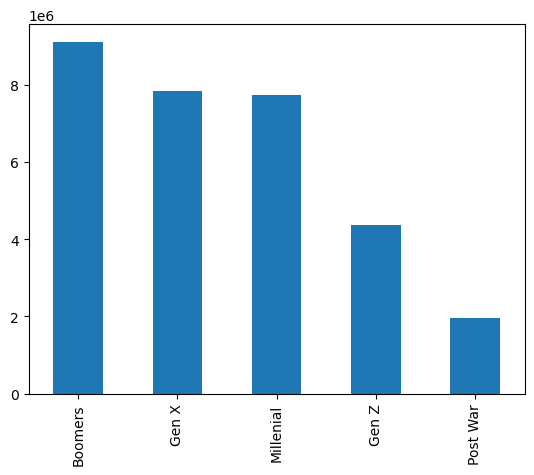 1e6
8
6
4
2
0
Boomers
Gen X
Millenial
Gen Z
Post War